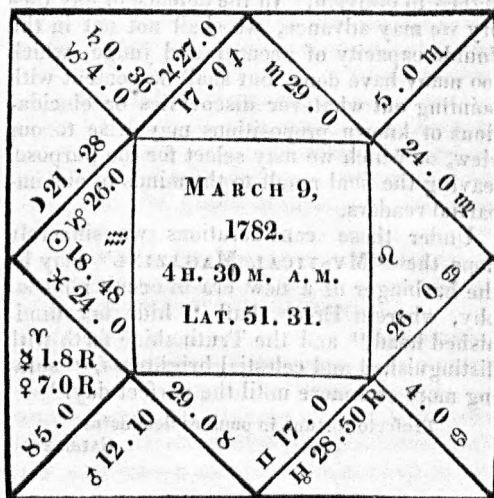 ♄ 0. 36
♑ 4. 0
♃ 27. 0
17. 0 ♐
♏ 29. 0
♎ 5. 0
24. 0 ♍
☽ 21. 28
♑ 26. 0
☉ 18. 48
♒
♓ 24. 0
MARCH 9,
1782.
4 H. 30 M. A.M.
LAT. 51. 31.
♌
26 0 ♋
♈
☿ 1.8 R
♀ 7.0 R
♉ 5 0
♂ 12. 0
29. 0 ♉
♊ 17. 0
♅ 28. 50 R
4. 0 ♋